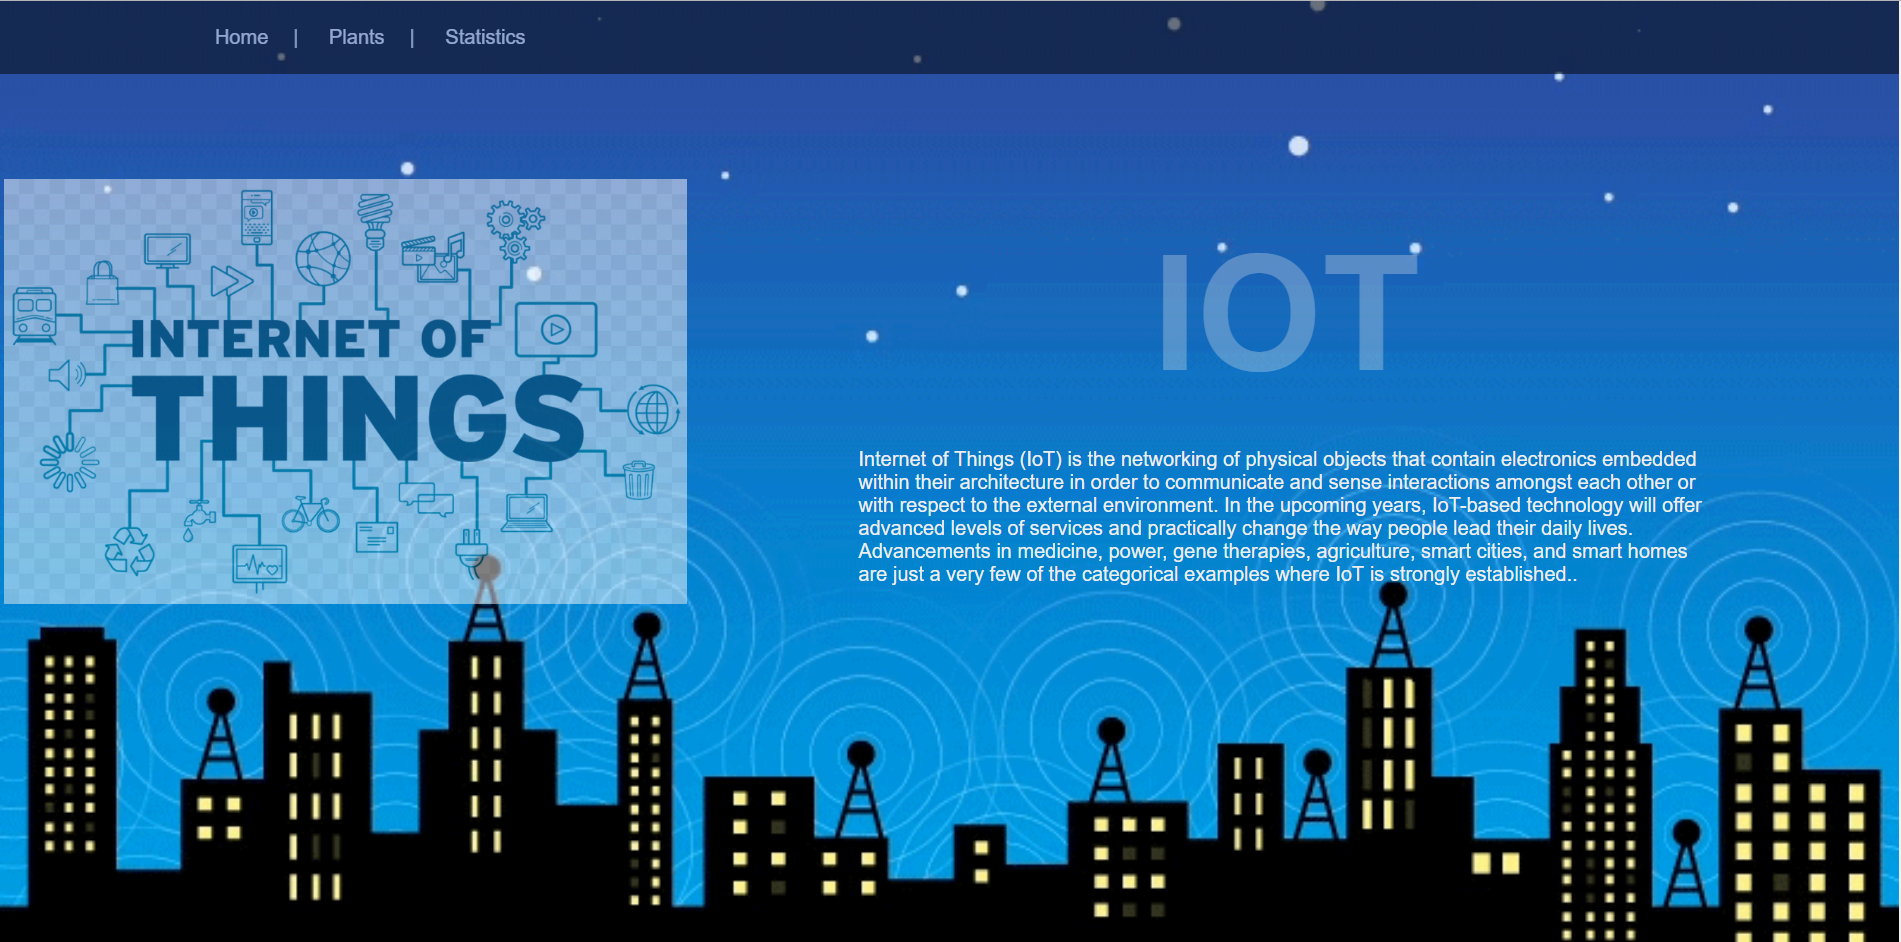 Home | Plants | Statistics
INTERNET OF
THINGS
IOT
Internet of Things (IoT) is the networking of physical objects that contain electronics embedded
within their architecture in order to communicate and sense interactions amongst each other or
with respect to the external environment. In the upcoming years, IoT-based technology will offer
advanced levels of services and practically change the way people lead their daily lives.
Advancements in medicine, power, gene therapies, agriculture, smart cities, and smart homes
are just a very few of the categorical examples where IoT is strongly established..